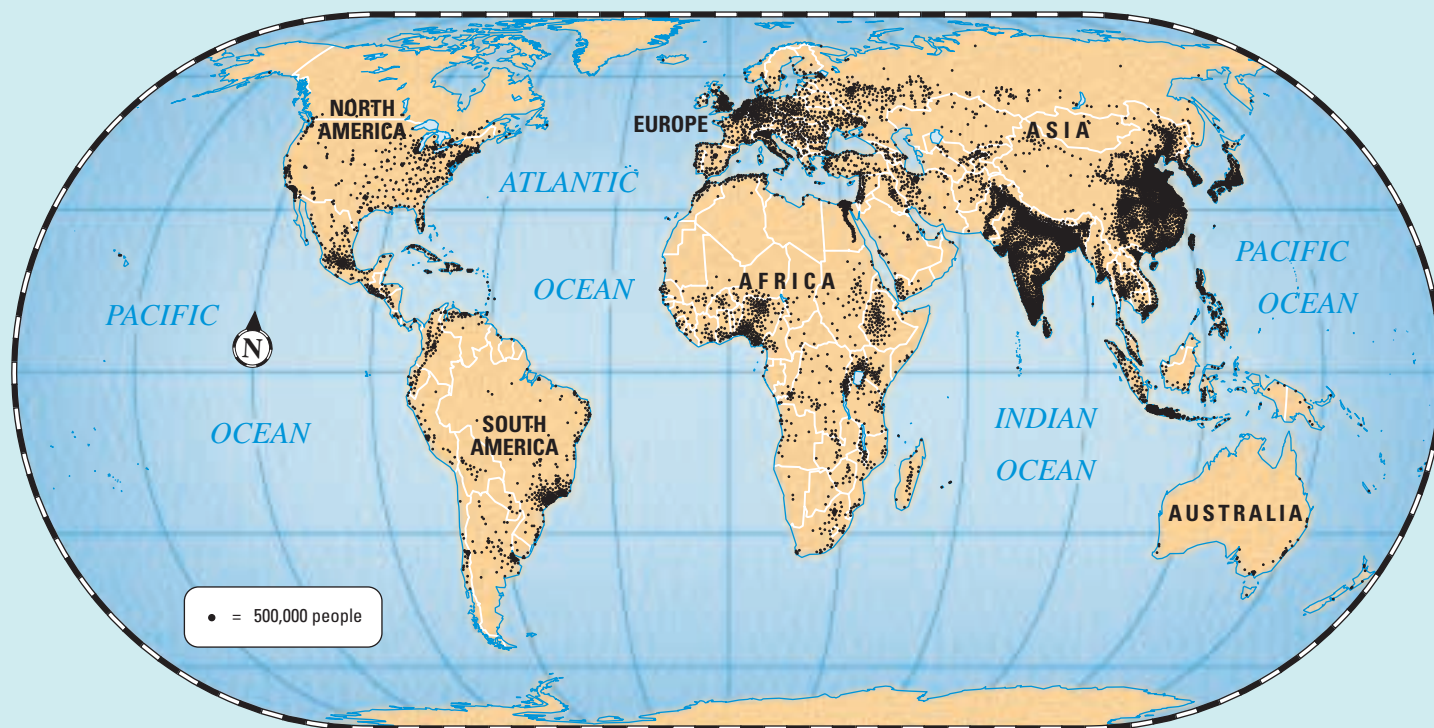 NORTH
AMERICA
EUROPE
ASIA
ATLANTIC
OCEAN
AFRICA
PACIFIC
OCEAN
PACIFIC
N
OCEAN
SOUTH
AMERICA
INDIAN
OCEAN
AUSTRALIA
= 500,000 people